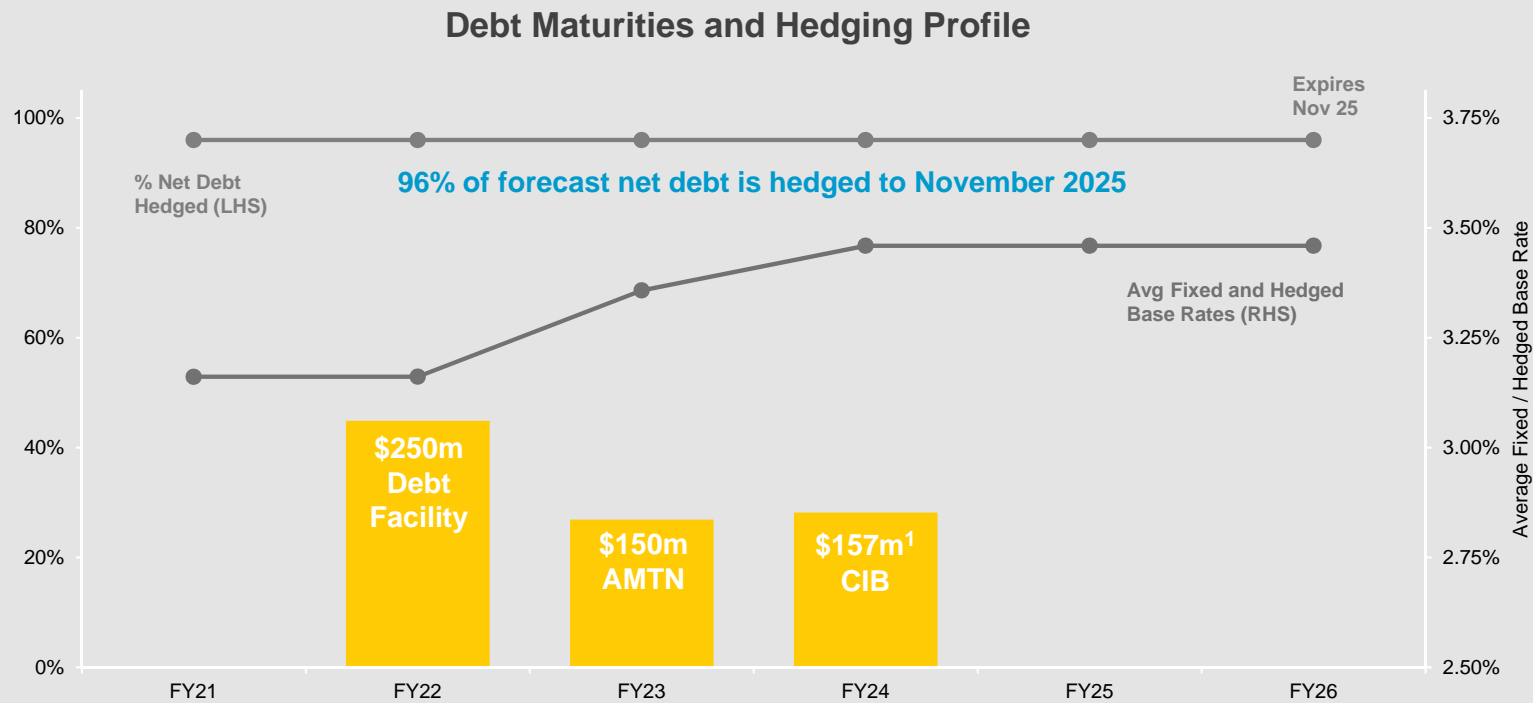 Debt Maturities and Hedging Profile
Expires
Nov 25
100%
3.75%
% Net Debt
Hedged (LHS)
96% of forecast net debt is hedged to November 2025
80%
3.50%
Avg Fixed and Hedged
Base Rates (RHS)
60%
3.25%
Average Fixed / Hedged Base Rate
40%
3.00%
$250m
Debt
Facility
$150m
AMTN
$157m¹
CIB
20%
2.75%
0%
2.50%
FY21
FY22
FY23
FY24
FY25
FY26